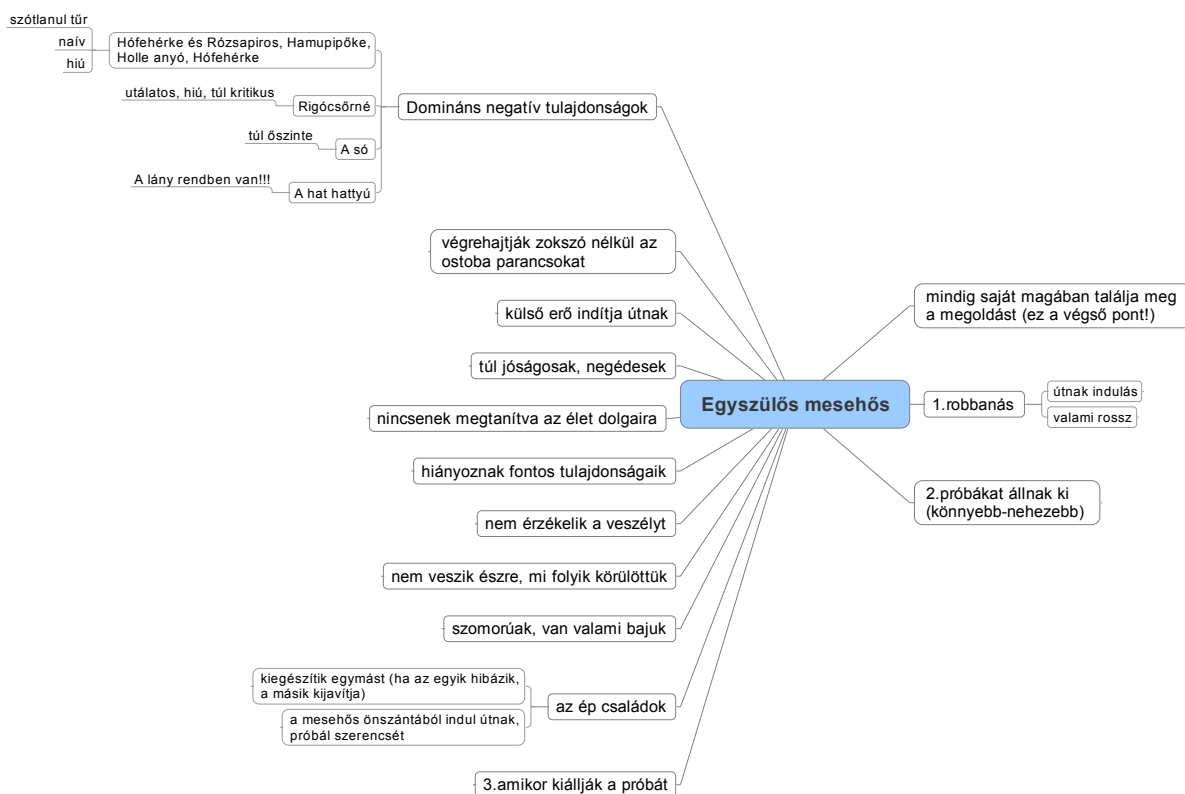 szótlanul tűr
naív
hiú
Hófehérke és Rózsapiros, Hamupipőke,
Holle anyó, Hófehérke
utálatos, hiú, túl kritikus
Rigócsőrné
túl őszinte
A só
A lány rendben van!!!
A hat hattyú
Domináns negatív tulajdonságok
végrehajtják zokszó nélkül az
ostoba parancsokat
külső erő indítja útnak
túl jóságosak, negédesek
nincsenek megtanítva az élet dolgaira
hiányoznak fontos tulajdonságaik
nem érzékelik a veszélyt
nem veszik észre, mi folyik körülöttük
szomorúak, van valami bajuk
kiegészítik egymást (ha az egyik hibázik,
a másik kijavítja)
a mesehős önszántából indul útnak,
próbál szerencsét
az ép családok
3.amikor kiállják a próbát
Egyszülős mesehős
mindig saját magában találja meg
a megoldást (ez a végső pont!)
1.robbanás
útnak indulás
valami rossz
2.próbákat állnak ki
(könnyebb-nehezebb)